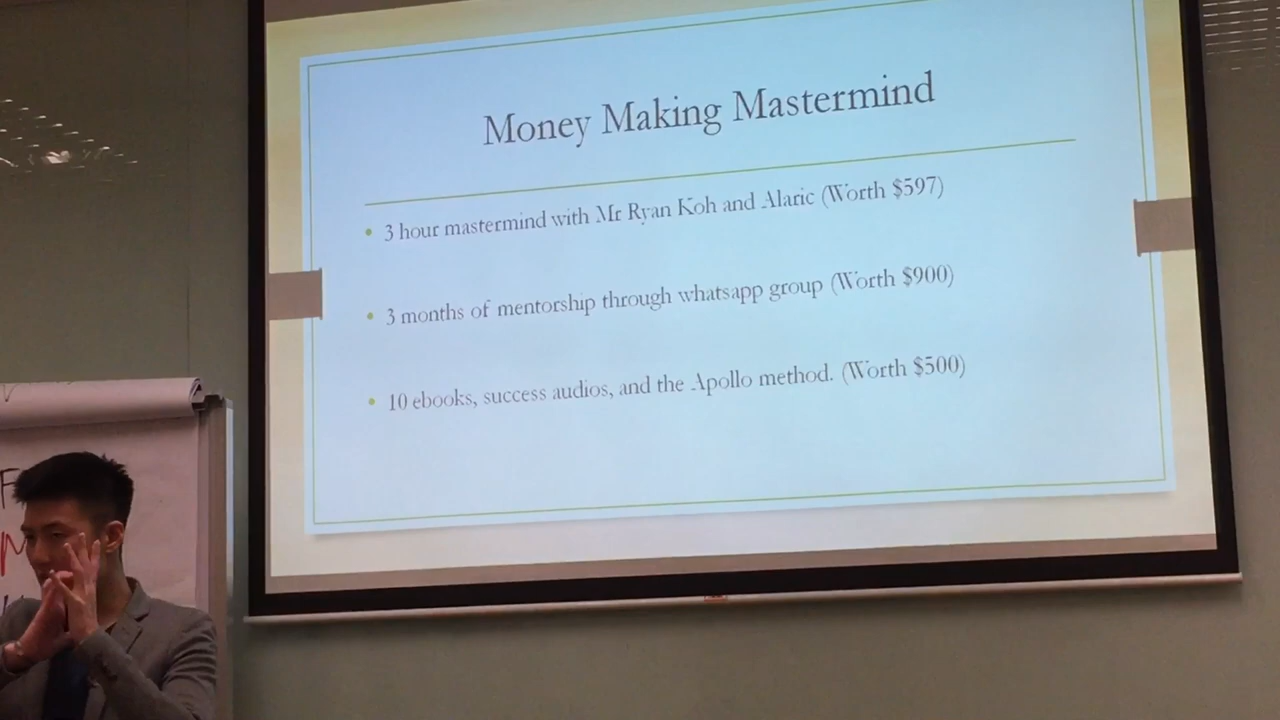 Money Making Mastermind
• 3 hour mastermind with Mr Ryan Koh and Alaric (Worth $597)
• 3 months of mentorship through whatsapp group (Worth $900)
• 10 ebooks, success audios, and the Apollo method. (Worth $500)